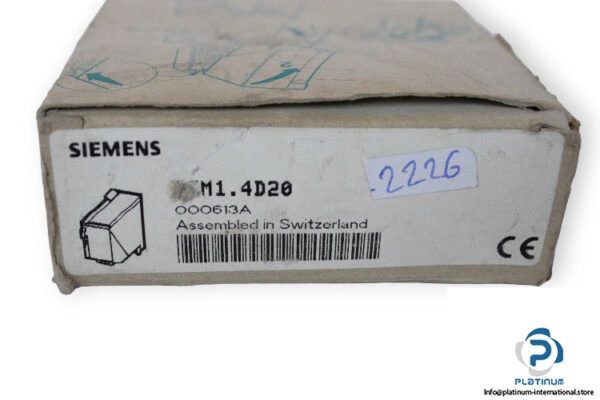 SIEMENS
M1.4D20
000613A
Assembled in Switzerland
2226
CE
P
PLATINUM
Info@platinum-international.store